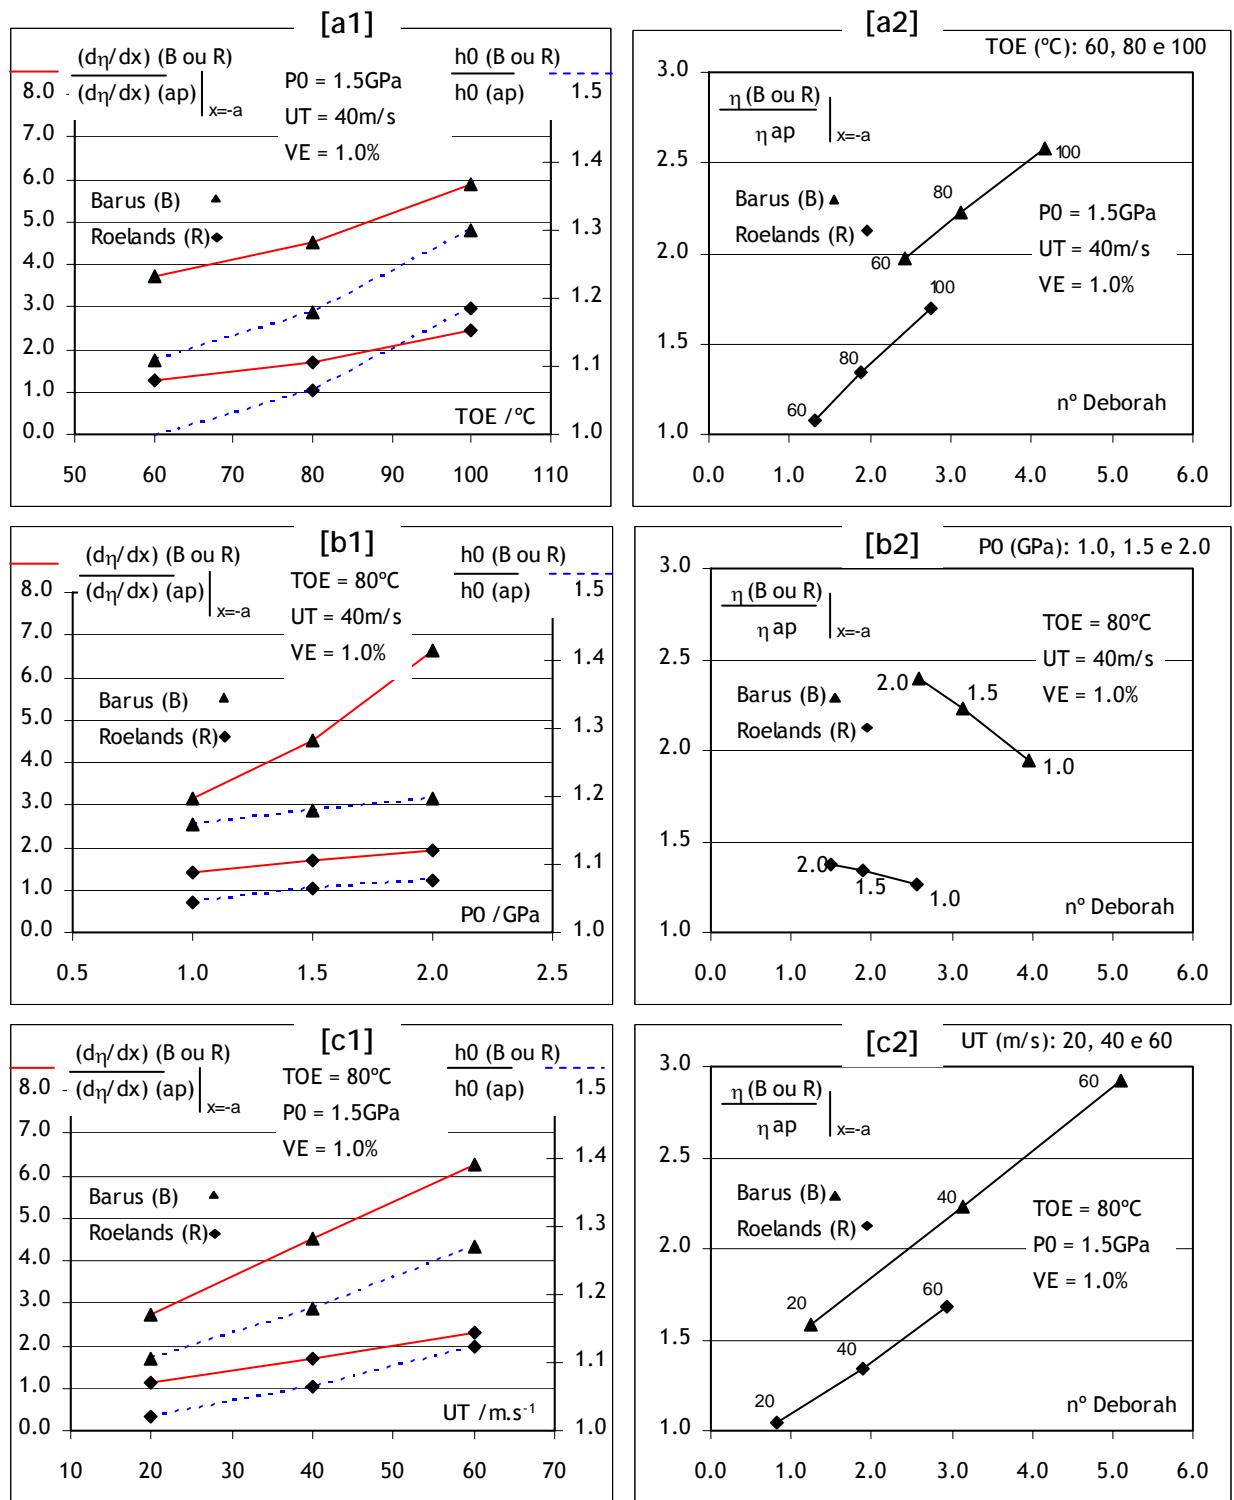 [a1]
(dη/dx) (B ou R)
(dη/dx) (ap)
x=-a
P0 = 1.5GPa
UT = 40m/s
VE = 1.0%
h0 (B ou R)
h0 (ap)
8.0
7.0
6.0
5.0
4.0
3.0
2.0
1.0
0.0
1.5
1.4
1.3
1.2
1.1
1.0
Barus (B)
Roelands (R)
TOE /ºC
50 60 70 80 90 100 110
[a2]
TOE (ºC): 60, 80 e 100
3.0
2.5
2.0
1.5
1.0
η (B ou R)
η ap
x=-a
Barus (B)
Roelands (R)
100
80
60
P0 = 1.5GPa
UT = 40m/s
VE = 1.0%
100
80
60
nº Deborah
0.0 1.0 2.0 3.0 4.0 5.0 6.0
[b1]
(dη/dx) (B ou R)
(dη/dx) (ap)
x=-a
TOE = 80ºC
UT = 40m/s
VE = 1.0%
h0 (B ou R)
h0 (ap)
8.0
7.0
6.0
5.0
4.0
3.0
2.0
1.0
0.0
1.5
1.4
1.3
1.2
1.1
1.0
Barus (B)
Roelands (R)
P0 /GPa
0.5 1.0 1.5 2.0 2.5
[b2]
P0 (GPa): 1.0, 1.5 e 2.0
3.0
2.5
2.0
1.5
1.0
η (B ou R)
η ap
x=-a
TOE = 80ºC
UT = 40m/s
VE = 1.0%
Barus (B)
Roelands (R)
2.0
1.5
1.0
2.0
1.5
1.0
nº Deborah
0.0 1.0 2.0 3.0 4.0 5.0 6.0
[c1]
(dη/dx) (B ou R)
(dη/dx) (ap)
x=-a
TOE = 80ºC
P0 = 1.5GPa
VE = 1.0%
h0 (B ou R)
h0 (ap)
8.0
7.0
6.0
5.0
4.0
3.0
2.0
1.0
0.0
1.5
1.4
1.3
1.2
1.1
1.0
Barus (B)
Roelands (R)
UT /m.s-1
10 20 30 40 50 60 70
[c2]
UT (m/s): 20, 40 e 60
3.0
2.5
2.0
1.5
1.0
η (B ou R)
η ap
x=-a
60
40
20
Barus (B)
Roelands (R)
TOE = 80ºC
P0 = 1.5GPa
VE = 1.0%
60
40
20
nº Deborah
0.0 1.0 2.0 3.0 4.0 5.0 6.0